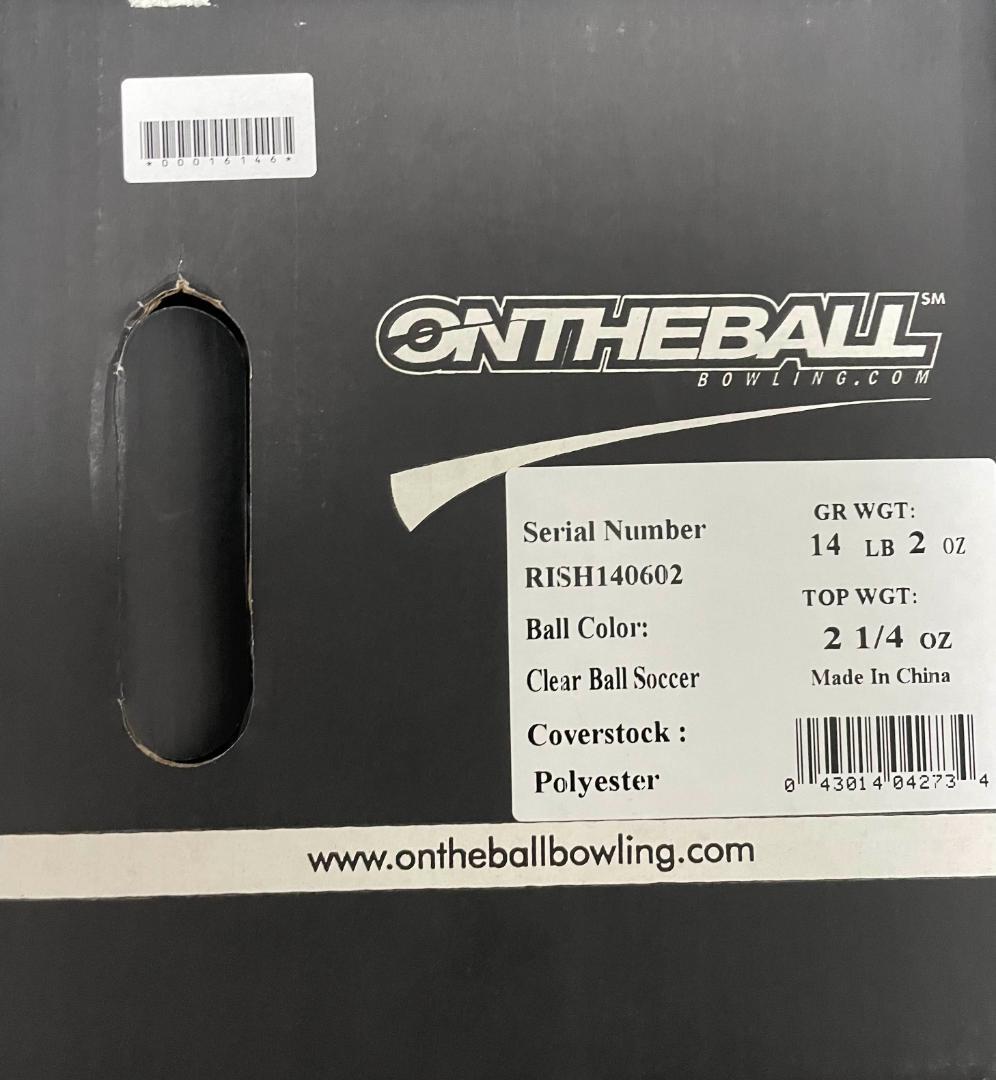 *00016146*
ONTHEBALL SM
BOWLING.COM
Serial Number
RISH140602
Ball Color:
Clear Ball Soccer
Coverstock :
Polyester
GR WGT:
14 LB 2 OZ
TOP WGT:
2 1/4 OZ
Made In China
0 43014 04273 4
www.ontheballbowling.com